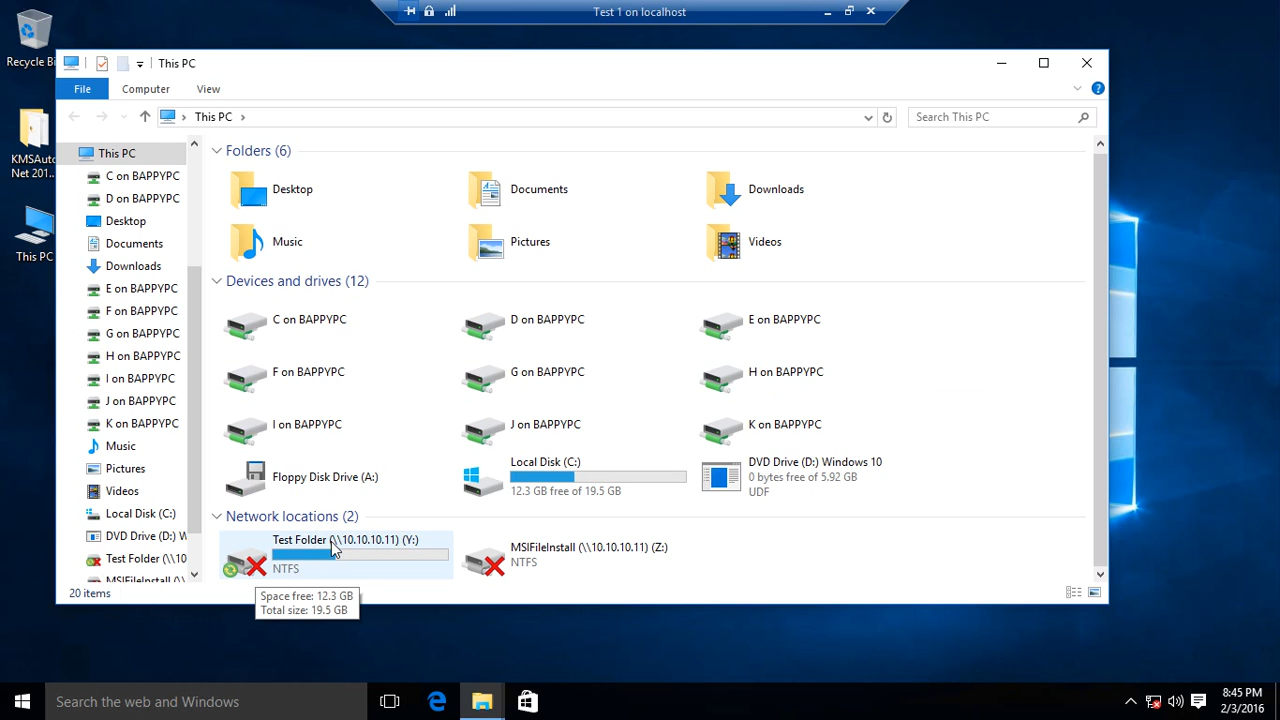 Test 1 on localhost
Recycle Bi
This PC
File
Computer
View
This PC
Search This PC
KMSAuto
Net 201...
This PC
This PC
C on BAPPYPC
D on BAPPYPC
Desktop
Documents
Downloads
E on BAPPYPC
F on BAPPYPC
G on BAPPYPC
H on BAPPYPC
I on BAPPYPC
J on BAPPYPC
K on BAPPYPC
Music
Pictures
Videos
Local Disk (C:)
DVD Drive (D:) W
Test Folder (\\10
MSIFileInstall (\\
Folders (6)
Desktop
Documents
Downloads
Music
Pictures
Videos
Devices and drives (12)
C on BAPPYPC
D on BAPPYPC
E on BAPPYPC
F on BAPPYPC
G on BAPPYPC
H on BAPPYPC
I on BAPPYPC
J on BAPPYPC
K on BAPPYPC
Floppy Disk Drive (A:)
Local Disk (C:)
12.3 GB free of 19.5 GB
DVD Drive (D:) Windows 10
0 bytes free of 5.92 GB
UDF
Network locations (2)
Test Folder (\\10.10.10.11) (Y:)
NTFS
MSIFileInstall (\\10.10.10.11) (Z:)
NTFS
Space free: 12.3 GB
Total size: 19.5 GB
20 items
Search the web and Windows
8:45 PM
2/3/2016